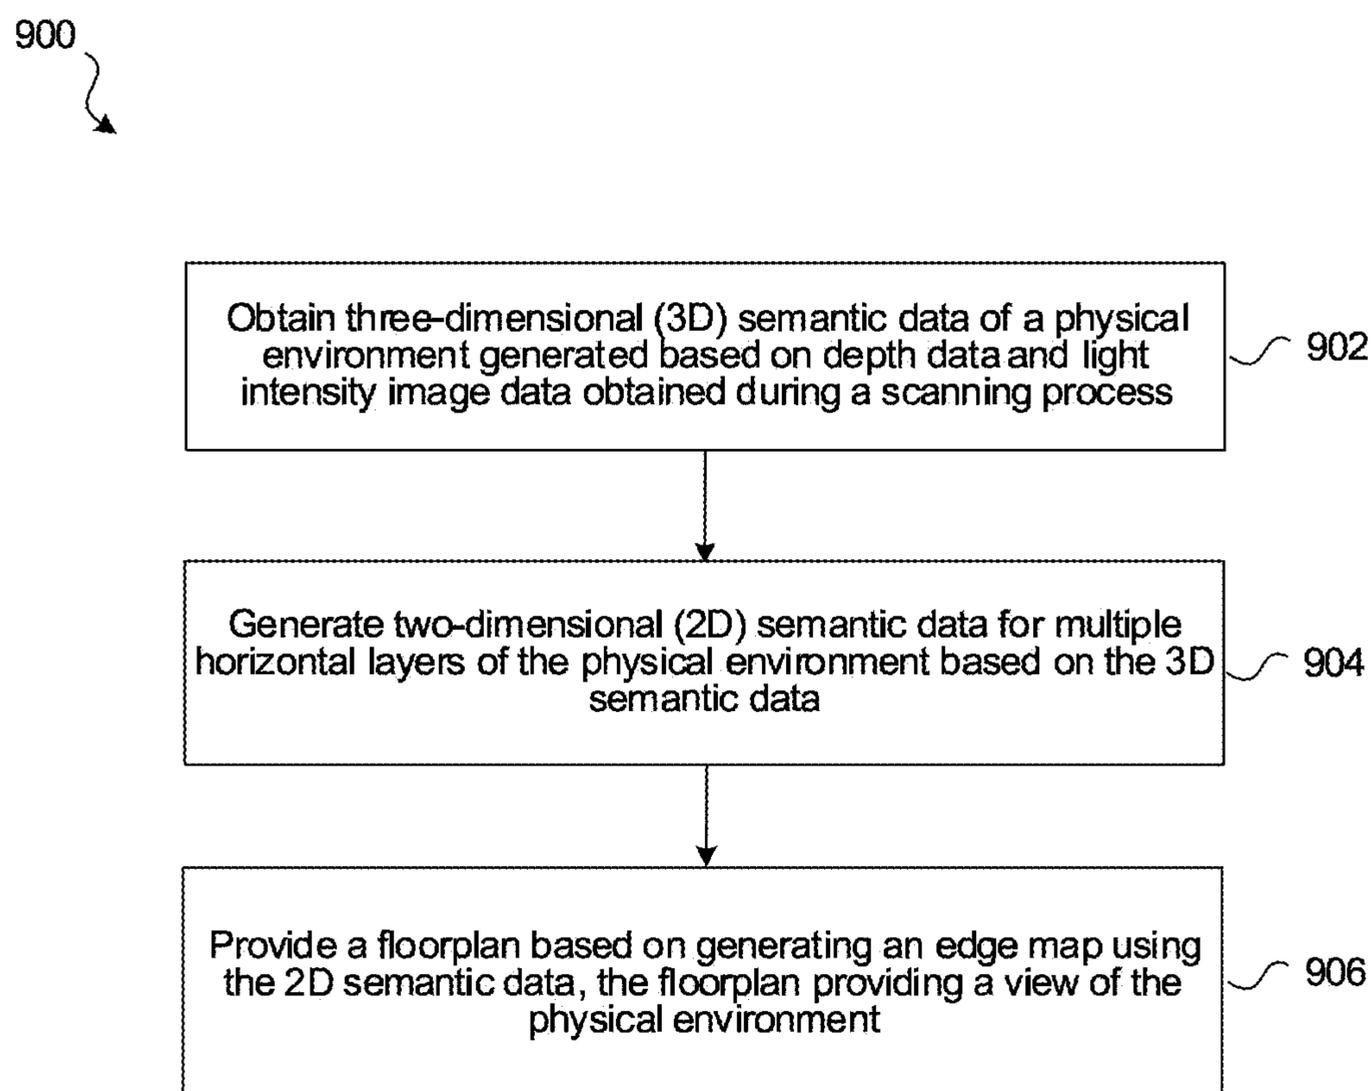 900
Obtain three-dimensional (3D) semantic data of a physical
environment generated based on depth data and light
intensity image data obtained during a scanning process
902
Generate two-dimensional (2D) semantic data for multiple
horizontal layers of the physical environment based on the 3D
semantic data
904
Provide a floorplan based on generating an edge map using
the 2D semantic data, the floorplan providing a view of the
physical environment
906